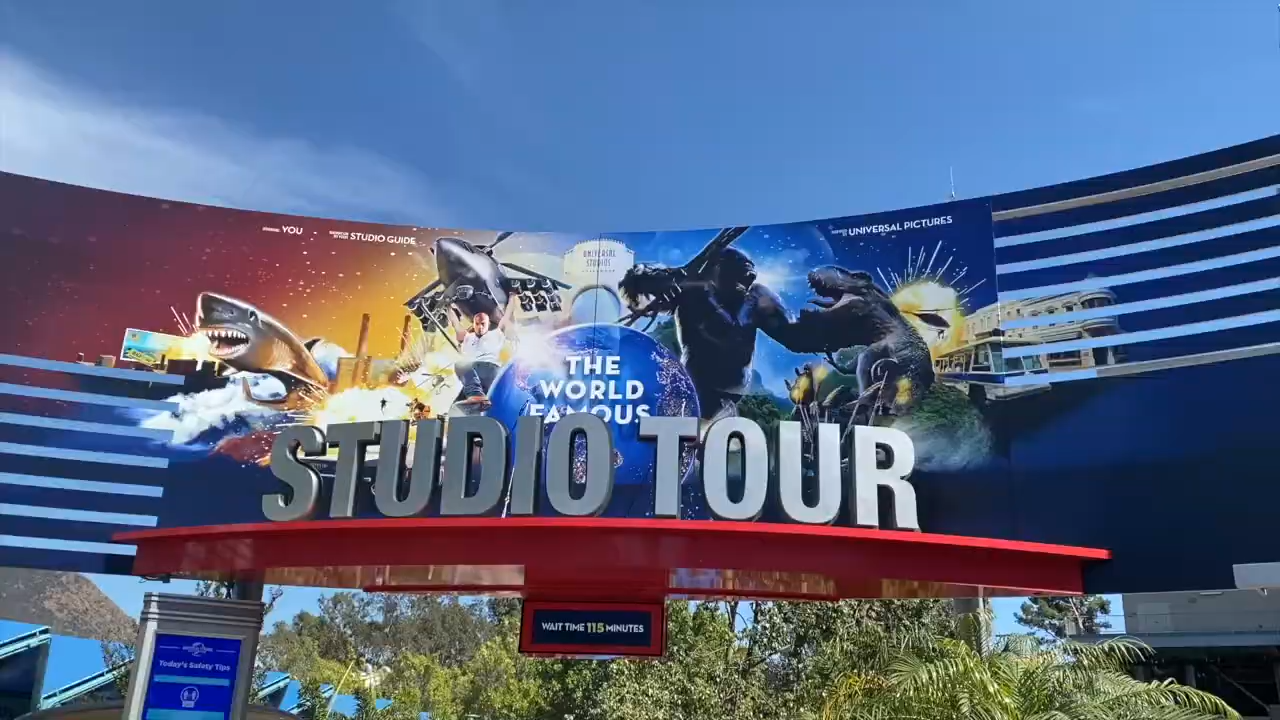 YOU
STUDIO GUIDE
UNIVERSAL PICTURES
UNIVERSAL
STUDIOS
THE
WORLD
FAMOUS
STUDIO TOUR
WAIT TIME 115 MINUTES
Today's Safety Tips